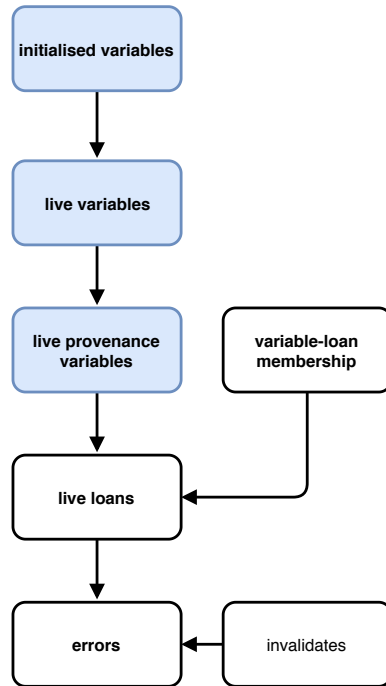 initialised variables
live variables
live provenance
variables
variable-loan
membership
live loans
errors
invalidates